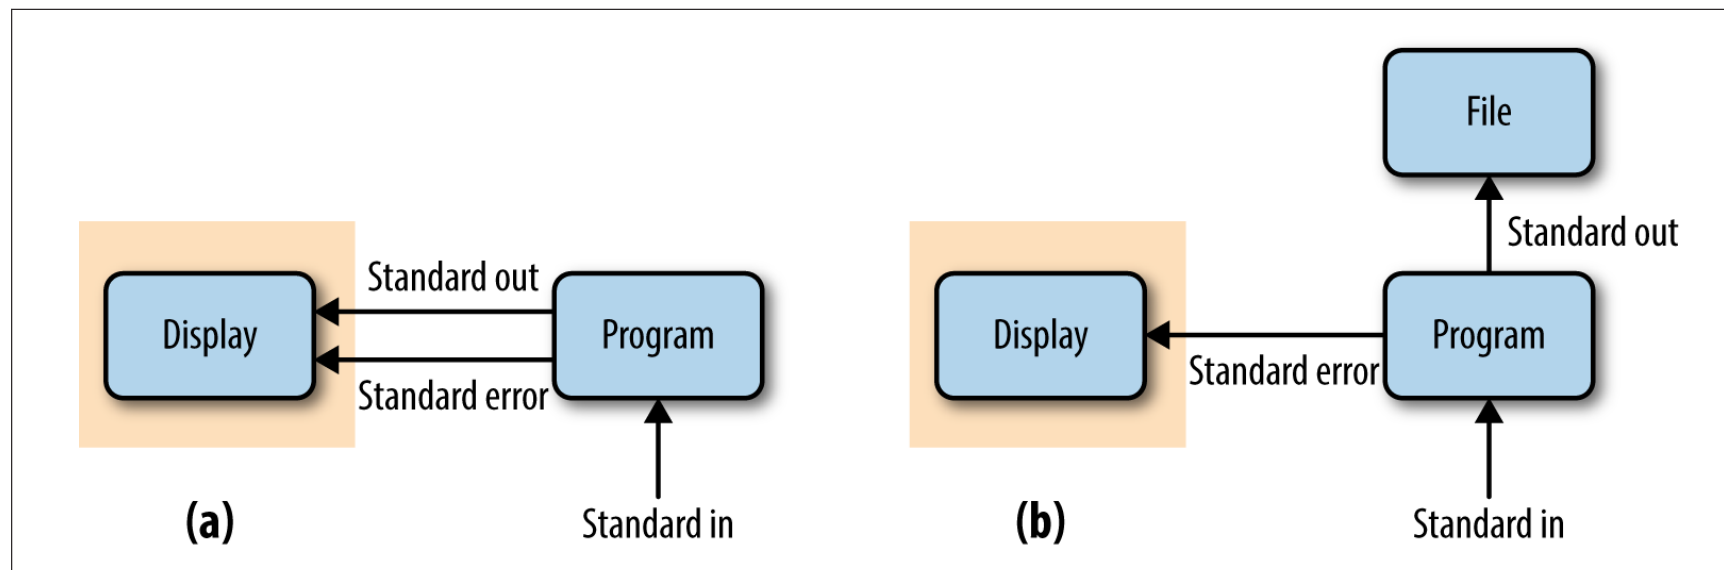 Display
Standard out
Standard error
Program
Standard in
(a)
File
Standard out
Display
Standard error
Program
Standard in
(b)